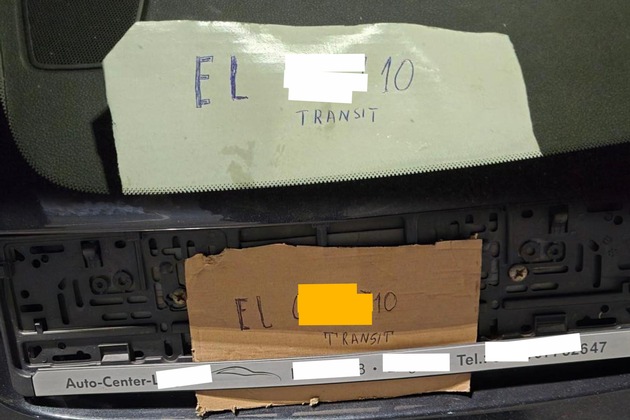 EL 10
TRANSIT
EL 10
TRANSIT
Auto-Center-L
Tel.: 647